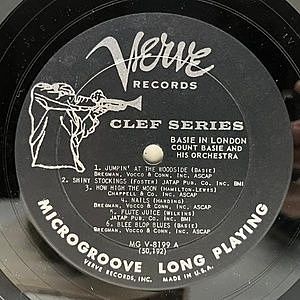 Verve
RECORDS
CLEF SERIES
BASIE IN LONDON
COUNT BASIE AND
HIS ORCHESTRA
1. JUMPIN' AT THE WOODSIDE (BASIE)
BREGMAN, VOCCO & CONN, INC. ASCAP
2. SHINY STOCKINGS (FOSTER) JATAP PUB. CO., INC. BMI
3. HOW HIGH THE MOON (HAMILTON-LEWIS)
CHAPPELL & CO., INC. ASCAP
4. NAILS (HARDING)
BREGMAN, VOCCO & CONN, INC. ASCAP
5. FLUTE JUICE (WILKINS)
JATAP PUB. CO., INC. BMI
6. BLEE BLOP BLUES (BASIE)
BREGMAN, VOCCO & CONN, INC. ASCAP
MG V-8199 A
(50,192)
MICROGROOVE LONG PLAYING
VERVE RECORDS, INC. MADE IN U.S.A.